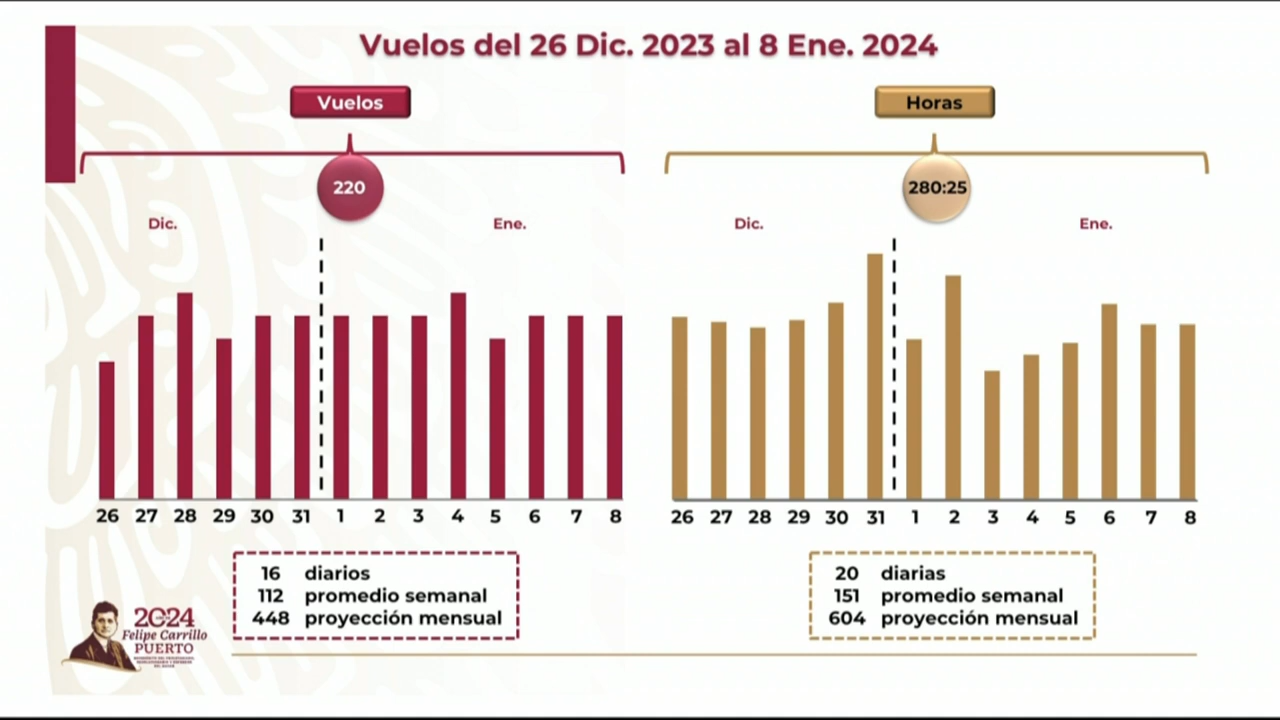 Vuelos del 26 Dic. 2023 al 8 Ene. 2024
Vuelos
220
Dic.
Ene.
26 27 28 29 30 31 1 2 3 4 5 6 7 8
16 diarios
112 promedio semanal
448 proyección mensual
Horas
280:25
Dic.
Ene.
26 27 28 29 30 31 1 2 3 4 5 6 7 8
20 diarias
151 promedio semanal
604 proyección mensual
2024
Felipe Carrillo
PUERTO